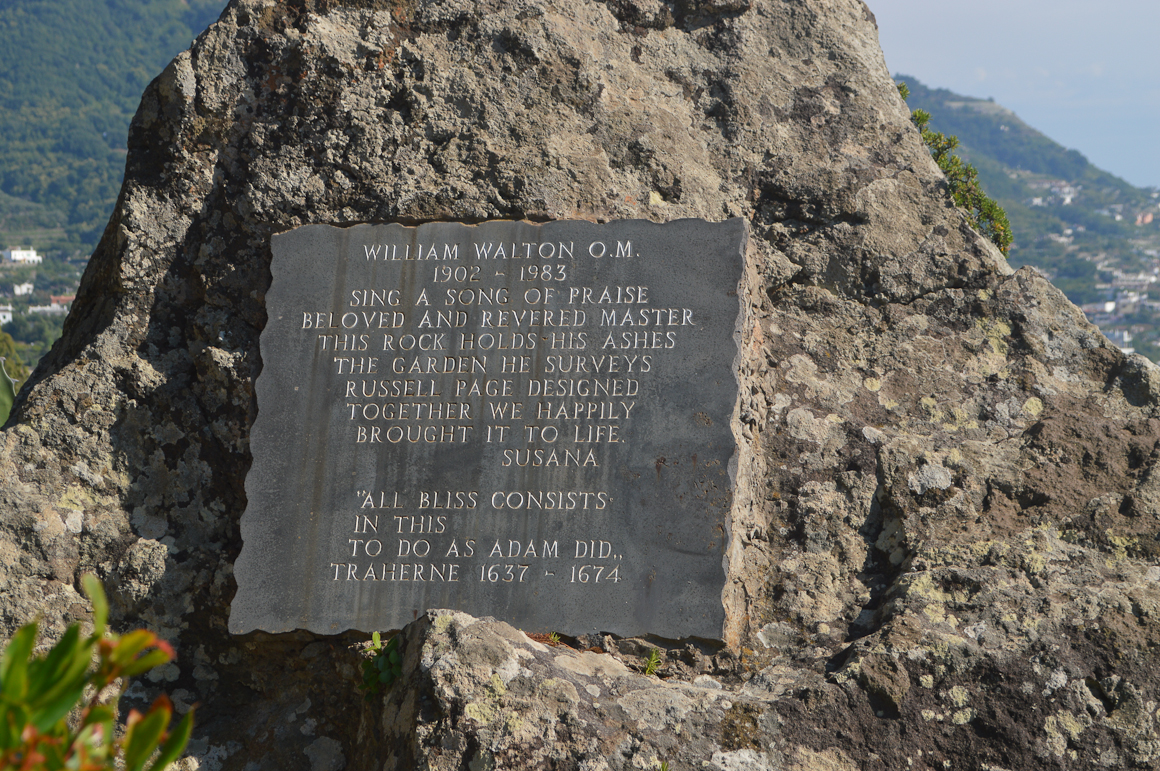 WILLIAM WALTON O.M.
1902 - 1983
SING A SONG OF PRAISE
BELOVED AND REVERED MASTER
THIS ROCK HOLDS HIS ASHES
THE GARDEN HE SURVEYS
RUSSELL PAGE DESIGNED
TOGETHER WE HAPPILY
BROUGHT IT TO LIFE.
SUSANA
"ALL BLISS CONSISTS
IN THIS
TO DO AS ADAM DID,,
TRAHERNE 1637 - 1674